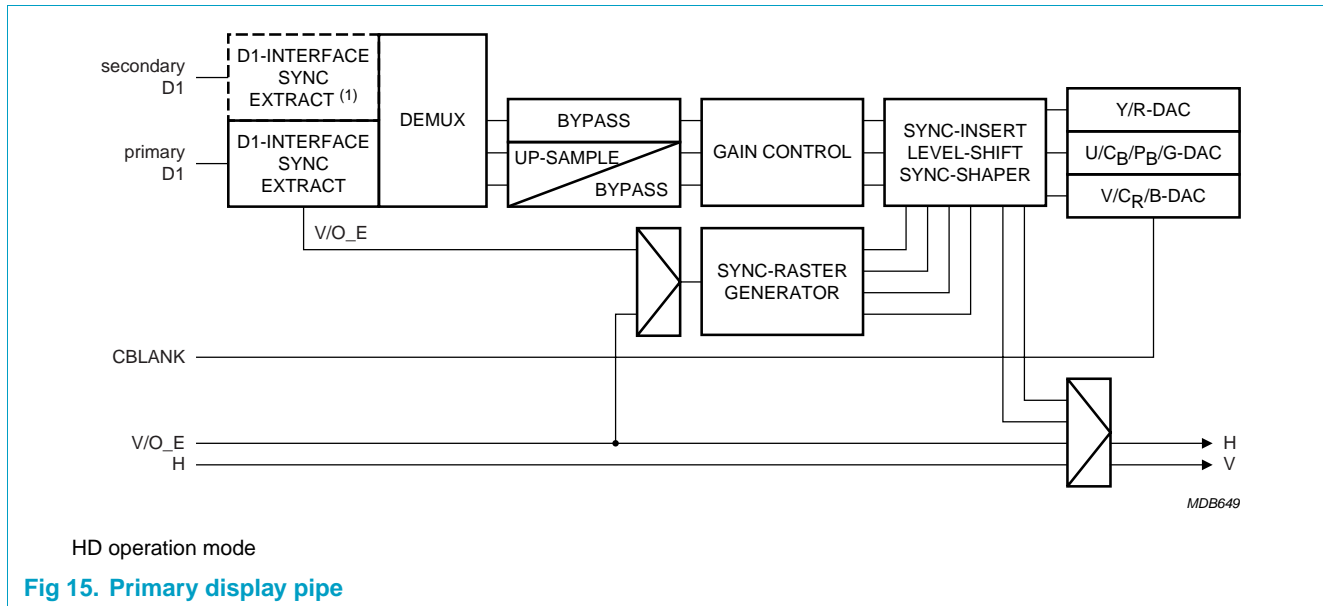 secondary
D1
D1-INTERFACE
SYNC
EXTRACT (1)
primary
D1
D1-INTERFACE
SYNC
EXTRACT
DEMUX
BYPASS
UP-SAMPLE
BYPASS
GAIN CONTROL
SYNC-INSERT
LEVEL-SHIFT
SYNC-SHAPER
Y/R-DAC
U/CB/PB/G-DAC
V/CR/B-DAC
V/O_E
SYNC-RASTER
GENERATOR
CBLANK
V/O_E
H
H
V
MDB649
HD operation mode
Fig 15. Primary display pipe